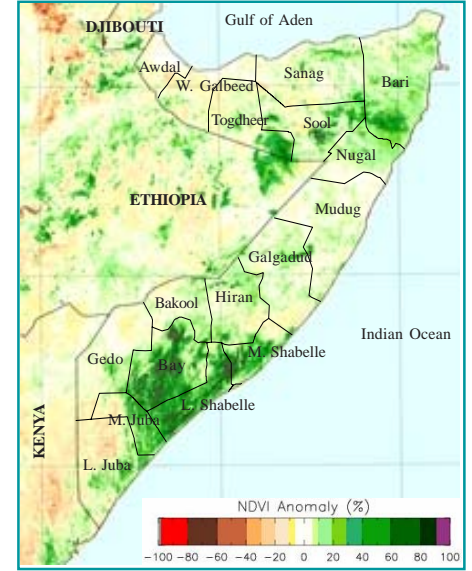 Gulf of Aden
DJIBOUTI
Awdal
Sanag
Bari
W. Galbeed
Togdheer
Sool
Nugal
ETHIOPIA
Mudug
Galgadud
Bakool
Hiran
Indian Ocean
Gedo
Bay
M. Shabelle
L. Shabelle
M. Juba
KENYA
L. Juba
NDVI Anomaly (%)
-100 -80 -60 -40 -20 0 20 40 60 80 100